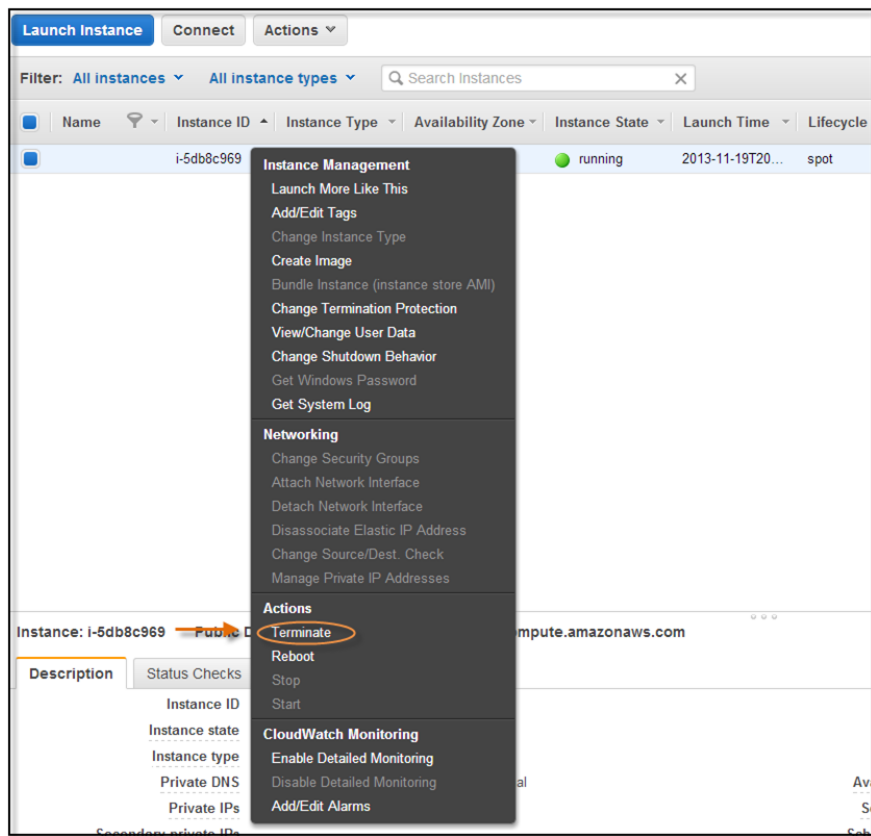 Launch Instance Connect Actions
Filter: All instances All instance types Search Instances
Name Instance ID Instance Type Availability Zone Instance State Launch Time Lifecycle
i-5db8c969 running 2013-11-19T20... spot
Instance Management
Launch More Like This
Add/Edit Tags
Change Instance Type
Create Image
Bundle Instance (instance store AMI)
Change Termination Protection
View/Change User Data
Change Shutdown Behavior
Get Windows Password
Get System Log
Networking
Change Security Groups
Attach Network Interface
Detach Network Interface
Disassociate Elastic IP Address
Change Source/Dest. Check
Manage Private IP Addresses
Actions
Terminate
Reboot
Stop
Start
CloudWatch Monitoring
Enable Detailed Monitoring
Disable Detailed Monitoring
Add/Edit Alarms
Instance: i-5db8c969 Public D mpute.amazonaws.com
Description Status Checks
Instance ID
Instance state
Instance type
Private DNS al Ava
Private IPs S
Secondary private IPs Sch